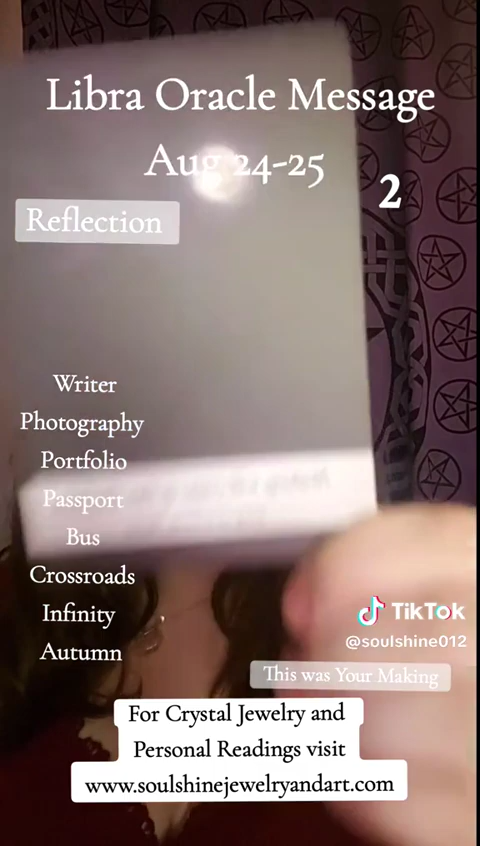 Libra Oracle Message
Aug 24-25
2
Reflection
Writer
Photography
Portfolio
Passport
Bus
Crossroads
Infinity
Autumn
TikTok
@soulshine012
This was Your Making
For Crystal Jewelry and
Personal Readings visit
www.soulshinejewelryandart.com